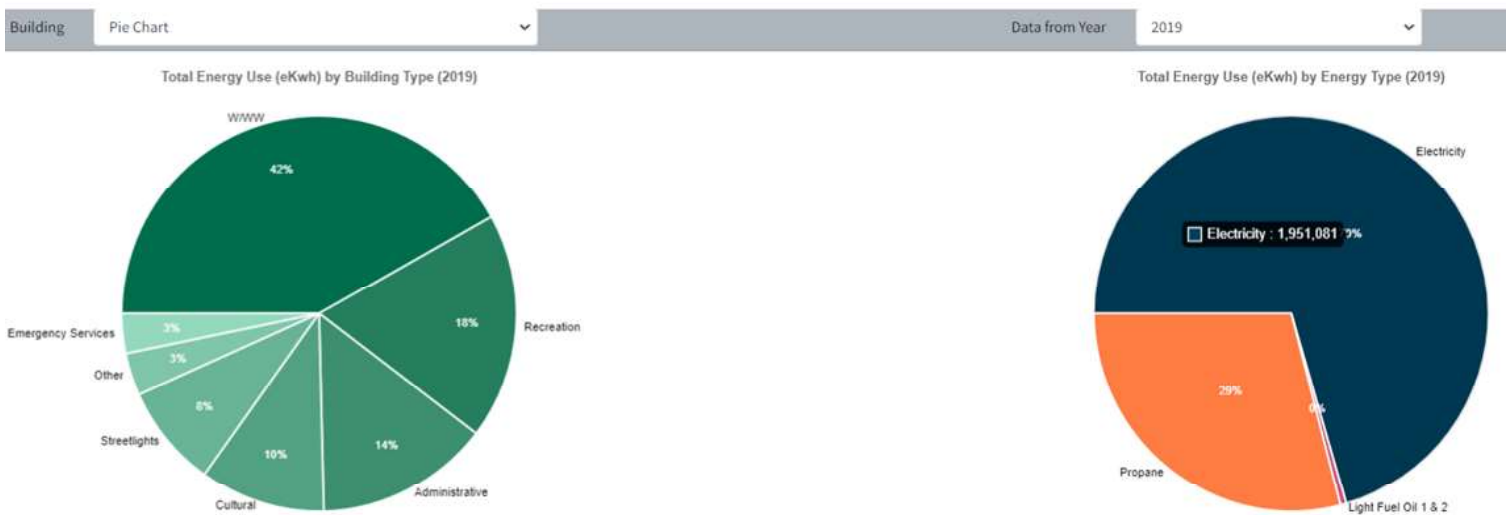 Building Pie Chart Data from Year 2019
Total Energy Use (eKwh) by Building Type (2019)
W/WW
42%
18%
Recreation
14%
Administrative
10%
Cultural
8%
Streetlights
3%
Other
3%
Emergency Services
Total Energy Use (eKwh) by Energy Type (2019)
Electricity
Electricity : 1,951,081
0%
Light Fuel Oil 1 & 2
29%
Propane